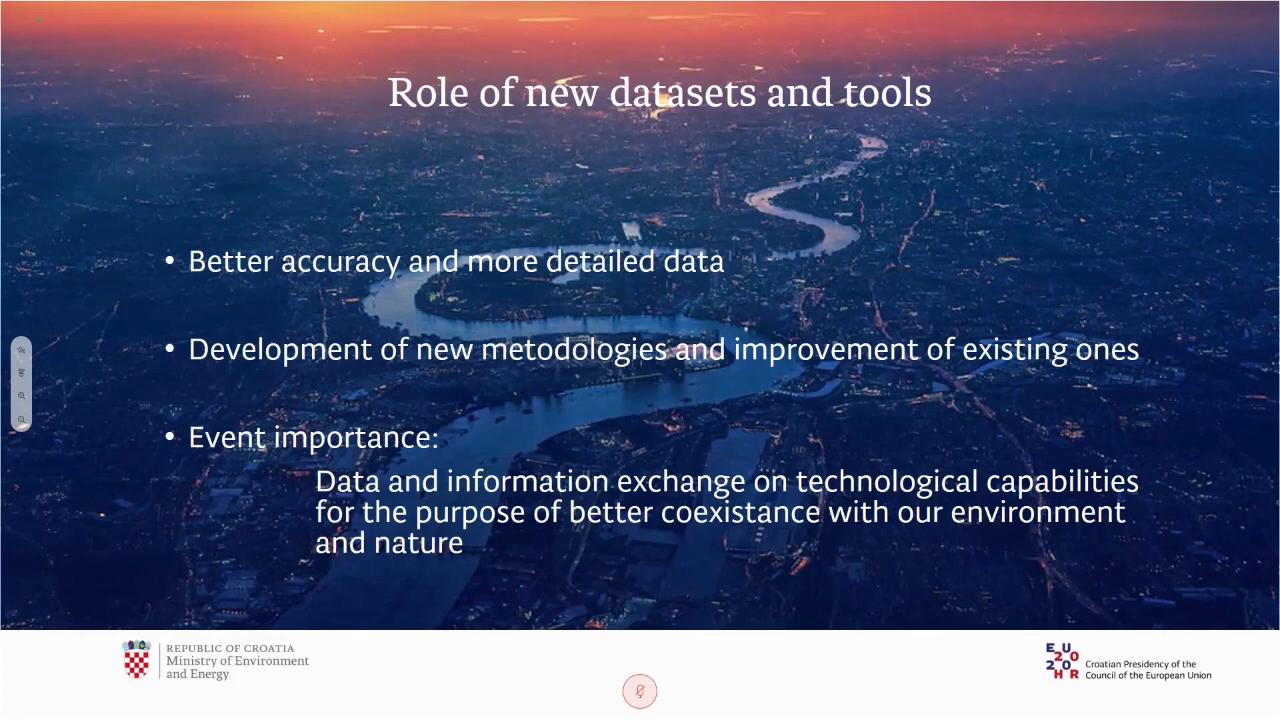 Role of new datasets and tools
• Better accuracy and more detailed data
• Development of new metodologies and improvement of existing ones
• Event importance:
Data and information exchange on technological capabilities
for the purpose of better coexistance with our environment
and nature
REPUBLIC OF CROATIA
Ministry of Environment
and Energy
EU
20
20
HR
Croatian Presidency of the
Council of the European Union